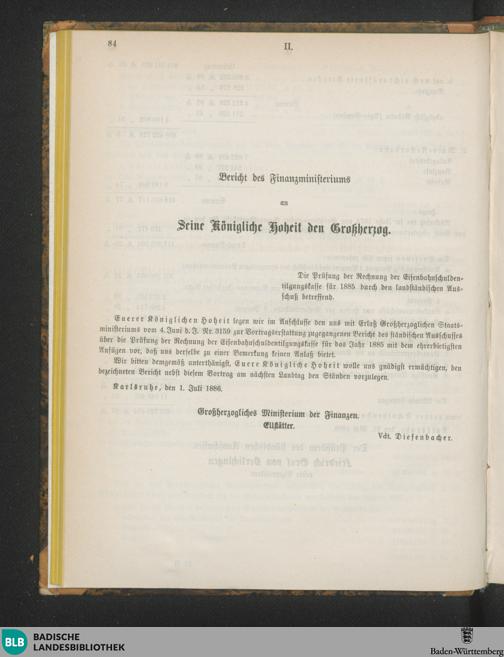 84
II.
Bericht des Finanzministeriums
an
Seine Königliche Hoheit den Großherzog.
Die Prüfung der Rechnung der Eisenbahnschulden-
tilgungskasse für 1885 durch den landständischen Aus-
schuß betreffend.
Euerer Königlichen Hoheit legen wir im Anschlusse den uns mit Erlaß Großherzoglichen Staats-
ministeriums vom 4. Juni d. J. Nr. 3159 zur Vortragserstattung zugegangenen Bericht des ständischen Ausschusses
über die Prüfung der Rechnung der Eisenbahnschuldentilgungskasse für das Jahr 1885 mit dem ehrerbietigsten
Anfügen vor, daß uns derselbe zu einer Bemerkung keinen Anlaß bietet.
Wir bitten demgemäß unterthänigst, Euere Königliche Hoheit wolle uns gnädigst ermächtigen, den
bezeichneten Bericht nebst diesem Vortrag am nächsten Landtag den Ständen vorzulegen.
Karlsruhe, den 1. Juli 1886.
Großherzogliches Ministerium der Finanzen.
Ellstätter.
Vdt. Diefenbacher.
BLB
BADISCHE
LANDESBIBLIOTHEK
Baden-Württemberg